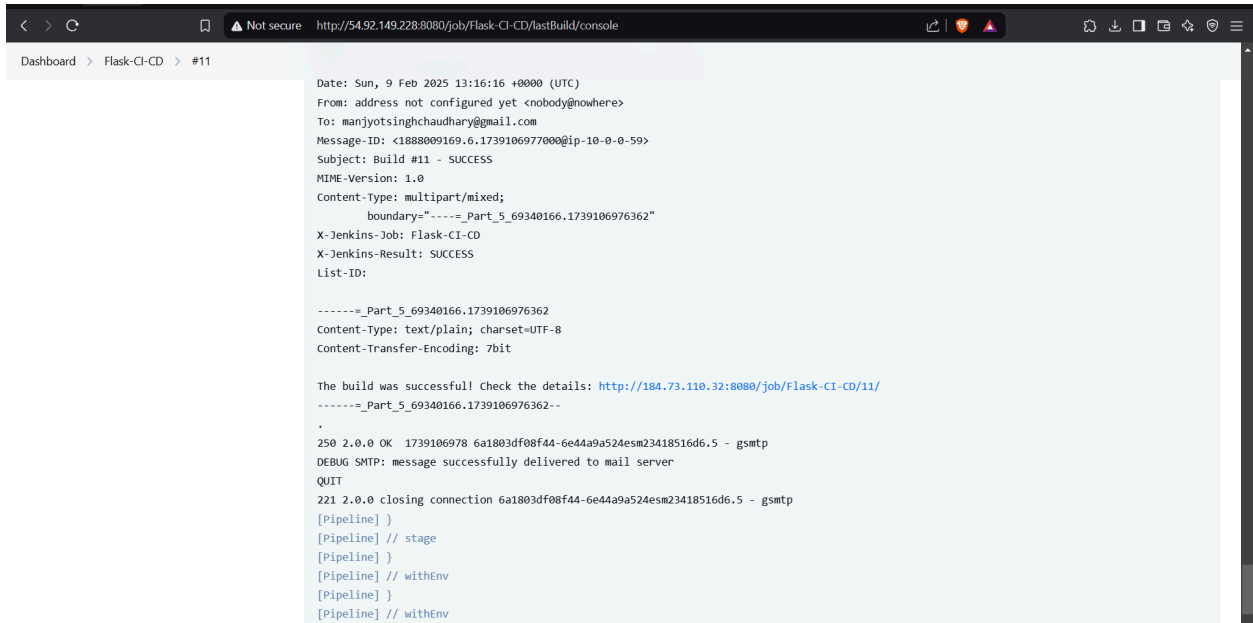 Not secure http://54.92.149.228:8080/job/Flask-CI-CD/lastBuild/console
Dashboard > Flask-CI-CD > #11
Date: Sun, 9 Feb 2025 13:16:16 +0000 (UTC)
From: address not configured yet <nobody@nowhere>
To: manjyotsinghchaudhary@gmail.com
Message-ID: <1888009169.6.1739106977000@ip-10-0-0-59>
Subject: Build #11 - SUCCESS
MIME-Version: 1.0
Content-Type: multipart/mixed;
boundary="----=_Part_5_69340166.1739106976362"
X-Jenkins-Job: Flask-CI-CD
X-Jenkins-Result: SUCCESS
List-ID:
------=_Part_5_69340166.1739106976362
Content-Type: text/plain; charset=UTF-8
Content-Transfer-Encoding: 7bit
The build was successful! Check the details: http://184.73.110.32:8080/job/Flask-CI-CD/11/
------=_Part_5_69340166.1739106976362--
.
250 2.0.0 OK  1739106978 6a1803df08f44-6e44a9a524esm23418516d6.5 - gsmtp
DEBUG SMTP: message successfully delivered to mail server
QUIT
221 2.0.0 closing connection 6a1803df08f44-6e44a9a524esm23418516d6.5 - gsmtp
[Pipeline] }
[Pipeline] // stage
[Pipeline] }
[Pipeline] // withEnv
[Pipeline] }
[Pipeline] // withEnv